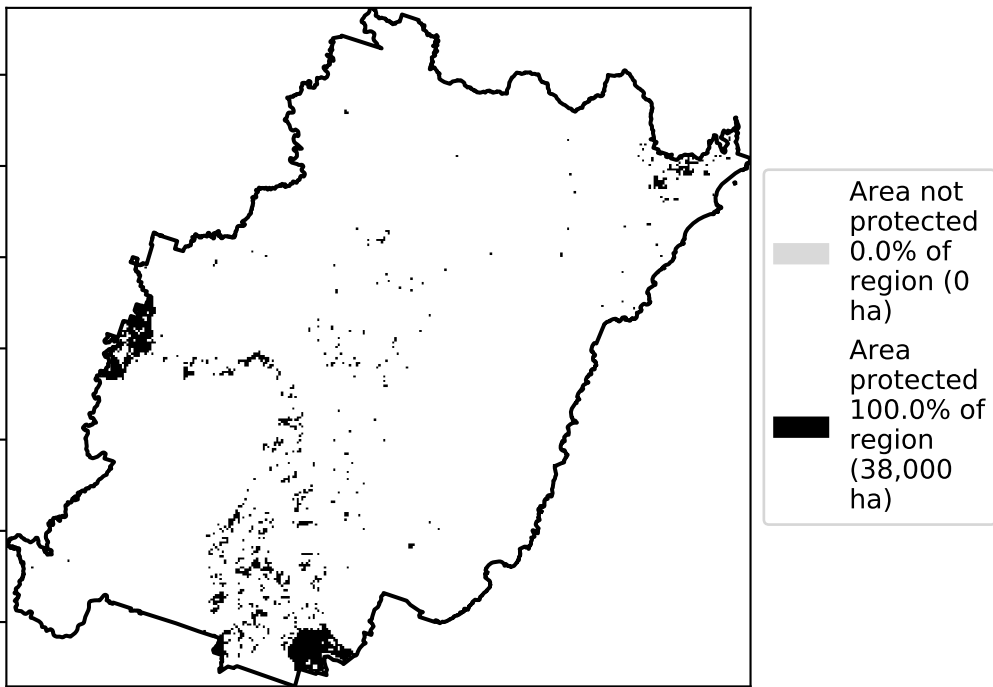 Area not
protected
0.0% of
region (0
ha)
Area
protected
100.0% of
region
(38,000
ha)